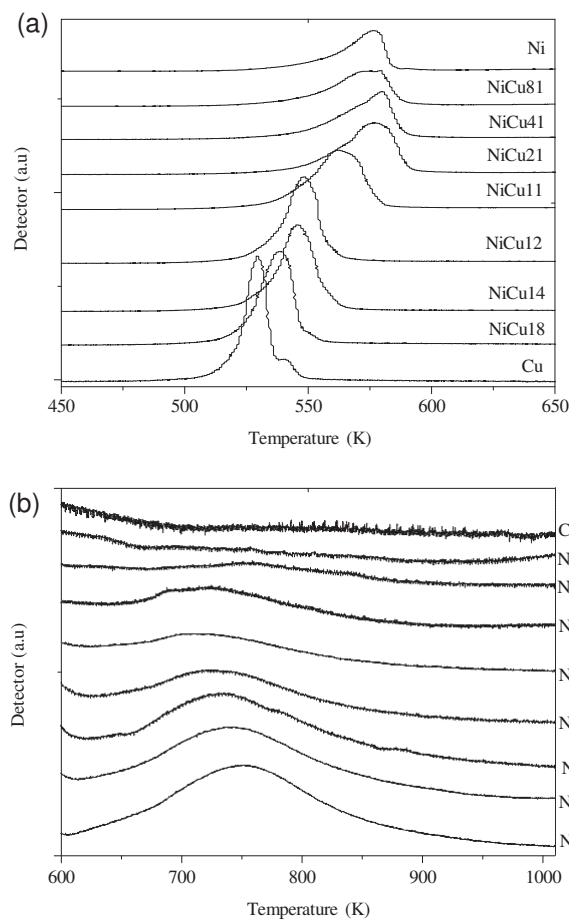 (a)
Ni
NiCu81
NiCu41
NiCu21
NiCu11
NiCu12
NiCu14
NiCu18
Cu
Detector (a.u)
450 500 550 600 650
Temperature (K)
(b)
C
N
N
N
N
N
N
N
N
Detector (a.u)
600 700 800 900 1000
Temperature (K)